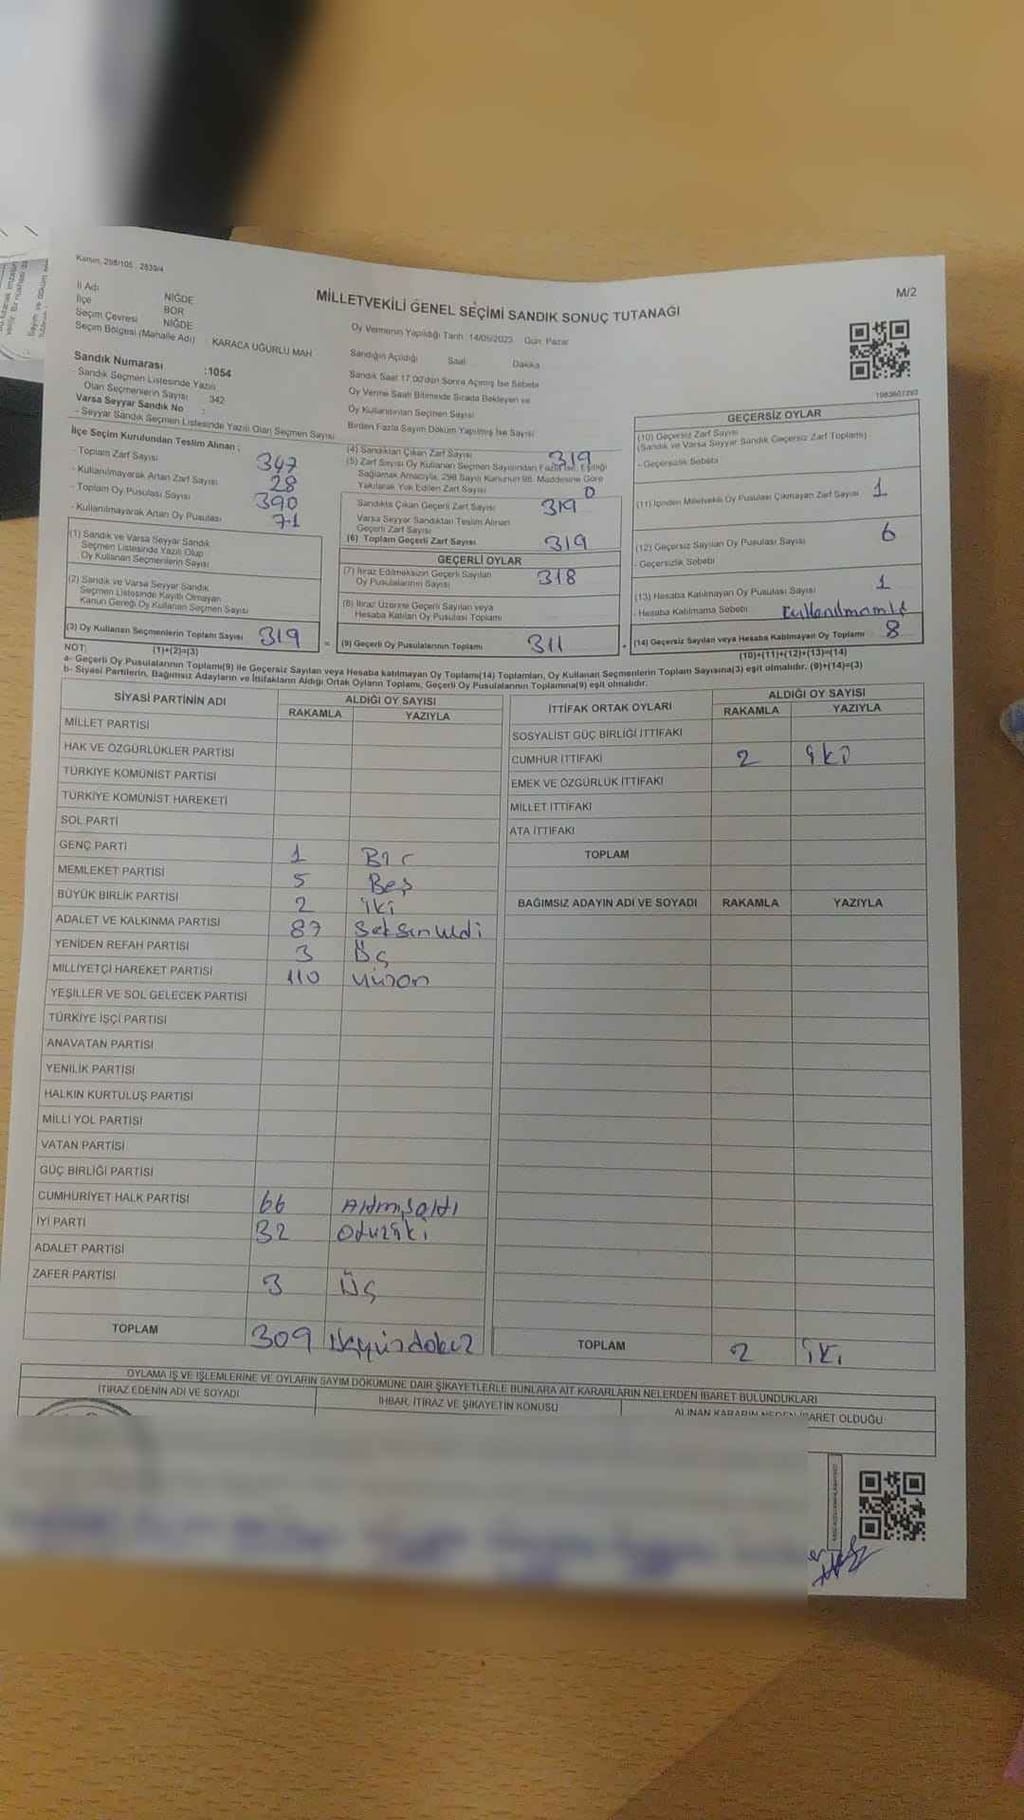 Kanun, 298/105 - 2839/4
MİLLETVEKİLİ GENEL SEÇİMİ SANDIK SONUÇ TUTANAĞI
M/2
İl Adı NİĞDE
İlçe BOR
Seçim Çevresi NİĞDE
Seçim Bölgesi (Mahalle Adı) : KARACA UĞURLU MAH
Sandık Numarası :1054
- Sandık Seçmen Listesinde Yazılı
Olan Seçmenlerin Sayısı 342
Varsa Seyyar Sandık No :
- Seyyar Sandık Seçmen Listesinde Yazılı Olan Seçmen Sayısı
Oy Vermenin Yapıldığı Tarih :14/05/2023 Gün: Pazar
Sandığın Açıldığı Saat Dakika
Sandık Saat 17.00'den Sonra Açımış İse Sebebi
Oy Verme Saati Bitiminde Sırada Bekleyen ve
Oy Kullandırılan Seçmen Sayısı
Birden Fazla Sayım Döküm Yapılmış İse Sayısı
İlçe Seçim Kurulundan Teslim Alınan ;
- Toplam Zarf Sayısı 347
- Kullanılmayarak Artan Zarf Sayısı 28
- Toplam Oy Pusulası Sayısı 390
- Kullanılmayarak Artan Oy Pusulası 71
(1) Sandık ve Varsa Seyyar Sandık
Seçmen Listesinde Yazılı Olup
Oy Kullanan Seçmenlerin Sayısı
(2) Sandık ve Varsa Seyyar Sandık
Seçmen Listesinde Kayıtlı Olmayan
Kanun Gereği Oy Kullanan Seçmen Sayısı
(3) Oy Kullanan Seçmenlerin Toplam Sayısı 319
(4) Sandıktan Çıkan Zarf Sayısı 319
(5) Zarf Sayısı Oy Kullanan Seçmen Sayısından Fazla İse, Eşitliği
Sağlamak Amacıyla, 298 Sayılı Kanunun 98. Maddesine Göre
Yakılarak Yok Edilen Zarf Sayısı 0
Sandıkta Çıkan Geçerli Zarf Sayısı 319
Varsa Seyyar Sandıktan Teslim Alınan
Geçerli Zarf Sayısı
(6) Toplam Geçerli Zarf Sayısı 319
GEÇERLİ OYLAR
(7) İtiraz Edilmeksizin Geçerli Sayılan
Oy Pusulalarının Sayısı 318
(8) İtiraz Üzerine Geçerli Sayılan veya
Hesaba Katılan Oy Pusulası Toplamı
= (9) Geçerli Oy Pusulalarının Toplamı 311
GEÇERSİZ OYLAR
(10) Geçersiz Zarf Sayısı
(Sandık ve Varsa Seyyar Sandık Geçersiz Zarf Toplamı)
- Geçersizlik Sebebi
(11) İçinden Milletvekili Oy Pusulası Çıkmayan Zarf Sayısı 1
(12) Geçersiz Sayılan Oy Pusulası Sayısı 6
- Geçersizlik Sebebi
(13) Hesaba Katılmayan Oy Pusulası Sayısı 1
- Hesaba Katılmama Sebebi
(14) Geçersiz Sayılan veya Hesaba Katılmayan Oy Toplamı 8
NOT: (1)+(2)=(3)
(10)+(11)+(12)+(13)=(14)
a- Geçerli Oy Pusulalarının Toplamı(9) ile Geçersiz Sayılan veya Hesaba katılmayan Oy Toplamı(14) Toplamları, Oy Kullanan Seçmenlerin Toplam Sayısına(3) eşit olmalıdır. (9)+(14)=(3)
b- Siyasi Partilerin, Bağımsız Adayların ve İttifakların Aldığı Ortak Oyların Toplamı, Geçerli Oy Pusulalarının Toplamına(9) eşit olmalıdır.
SİYASİ PARTİNİN ADI ALDIĞI OY SAYISI
RAKAMLA YAZIYLA
MİLLET PARTİSİ
HAK VE ÖZGÜRLÜKLER PARTİSİ
TÜRKİYE KOMÜNİST PARTİSİ
TÜRKİYE KOMÜNİST HAREKETİ
SOL PARTİ
GENÇ PARTİ 1 Bir
MEMLEKET PARTİSİ 5 Beş
BÜYÜK BİRLİK PARTİSİ 2 iki
ADALET VE KALKINMA PARTİSİ 87
YENİDEN REFAH PARTİSİ 3 Üç
MİLLİYETÇİ HAREKET PARTİSİ 110 yüzon
YEŞİLLER VE SOL GELECEK PARTİSİ
TÜRKİYE İŞÇİ PARTİSİ
ANAVATAN PARTİSİ
YENİLİK PARTİSİ
HALKIN KURTULUŞ PARTİSİ
MİLLİ YOL PARTİSİ
VATAN PARTİSİ
GÜÇ BİRLİĞİ PARTİSİ
CUMHURİYET HALK PARTİSİ 66 Altmışaltı
İYİ PARTİ 32 Otuziki
ADALET PARTİSİ
ZAFER PARTİSİ 3 Üç
TOPLAM 309
İTTİFAK ORTAK OYLARI ALDIĞI OY SAYISI
RAKAMLA YAZIYLA
SOSYALİST GÜÇ BİRLİĞİ İTTİFAKI
CUMHUR İTTİFAKI 2 iki
EMEK VE ÖZGÜRLÜK İTTİFAKI
MİLLET İTTİFAKI
ATA İTTİFAKI
TOPLAM
BAĞIMSIZ ADAYIN ADI VE SOYADI RAKAMLA YAZIYLA
TOPLAM 2 iki
OYLAMA İŞ VE İŞLEMLERİNE VE OYLARIN SAYIM DÖKÜMÜNE DAİR ŞİKAYETLERLE BUNLARA AİT KARARLARIN NELERDEN İBARET BULUNDUKLARI
İTİRAZ EDENİN ADI VE SOYADI İHBAR, İTİRAZ VE ŞİKAYETİN KONUSU ALINAN KARARIN NEDEN İBARET OLDUĞU